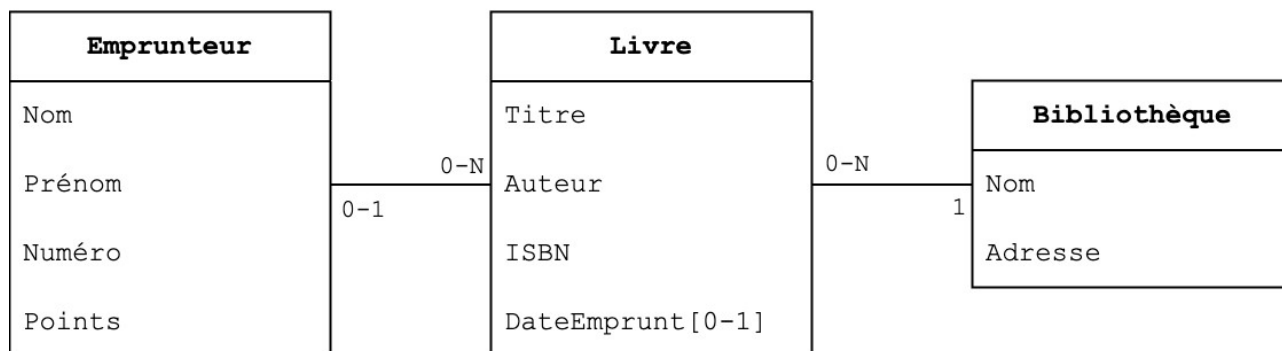 Emprunteur
Nom
Prénom
Numéro
Points
0-1
0-N
Livre
Titre
Auteur
ISBN
DateEmprunt[0-1]
0-N
1
Bibliothèque
Nom
Adresse